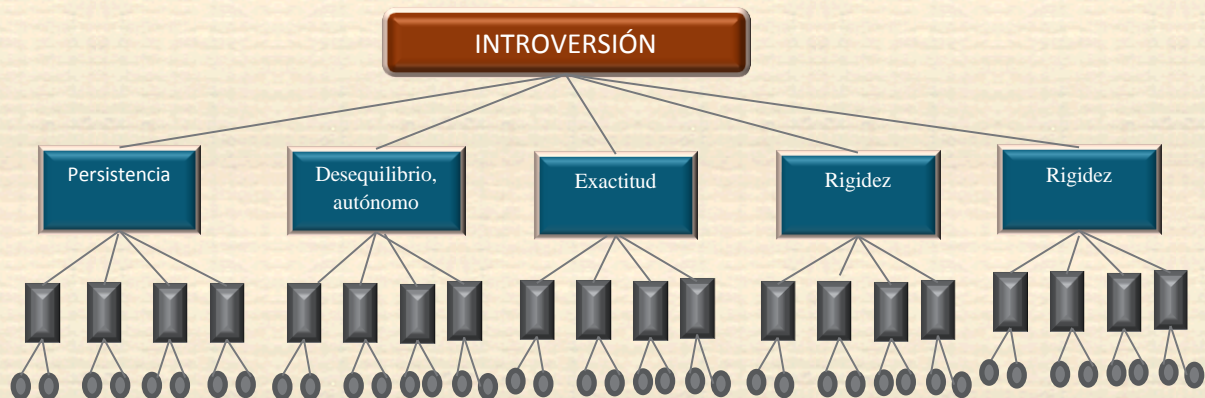 INTROVERSIÓN
Persistencia
Desequilibrio,
autónomo
Exactitud
Rigidez
Rigidez